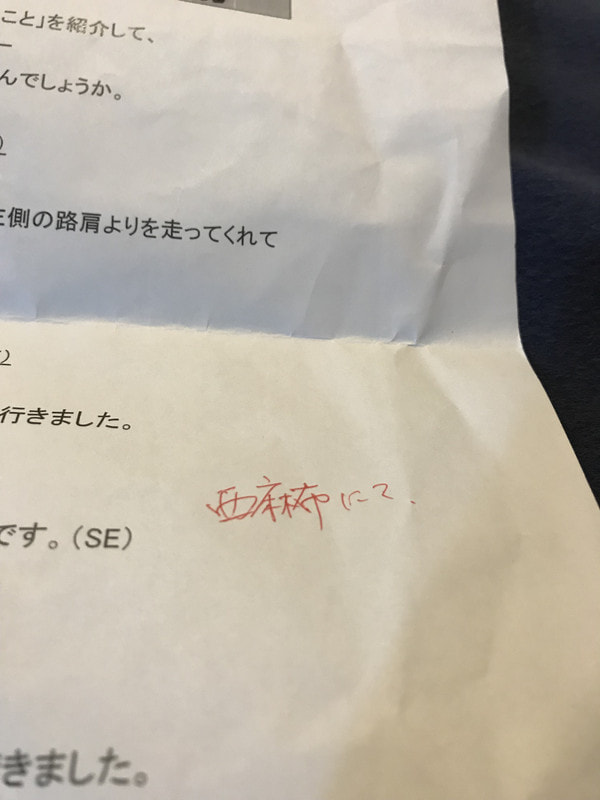 こと」を紹介して、
んでしょうか。
左側の路肩よりを走ってくれて
行きました。
西麻布にて.
です。(SE)
きました。